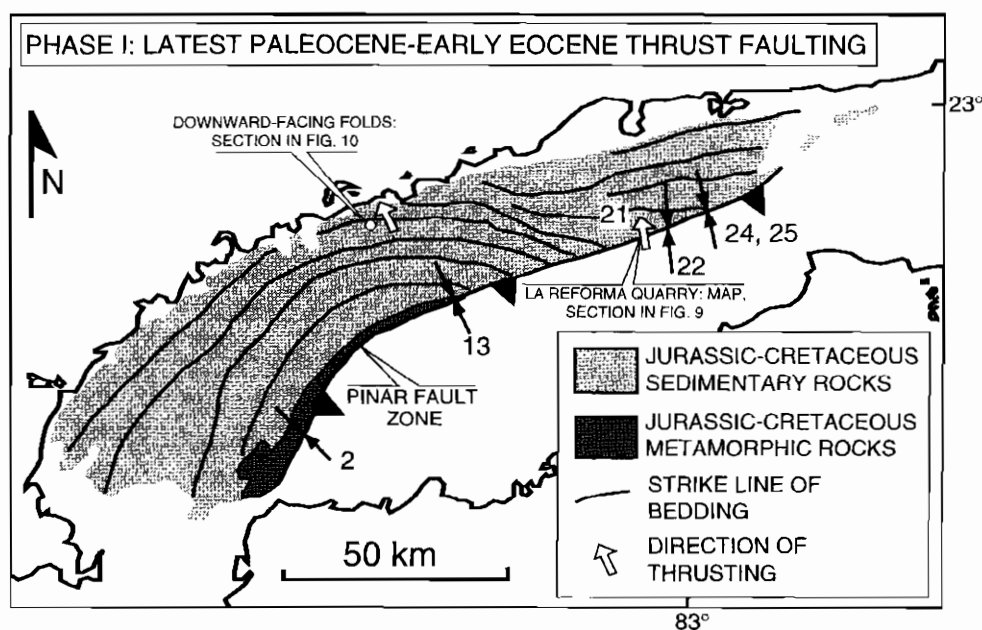 PHASE I: LATEST PALEOCENE-EARLY EOCENE THRUST FAULTING
23°
DOWNWARD-FACING FOLDS:
SECTION IN FIG. 10
N
21
24, 25
22
LA REFORMA QUARRY: MAP,
SECTION IN FIG. 9
13
PINAR FAULT
ZONE
2
JURASSIC-CRETACEOUS
SEDIMENTARY ROCKS
JURASSIC-CRETACEOUS
METAMORPHIC ROCKS
STRIKE LINE OF
BEDDING
DIRECTION OF
THRUSTING
50 km
83°